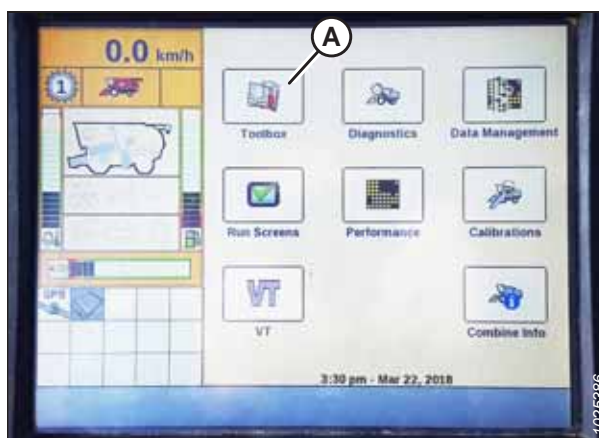 A
0.0 km/h
1
Toolbox
Diagnostics
Data Management
Run Screens
Performance
Calibrations
GPS
VT
VT
Combine Info
3:30 pm - Mar 22, 2018
1025286